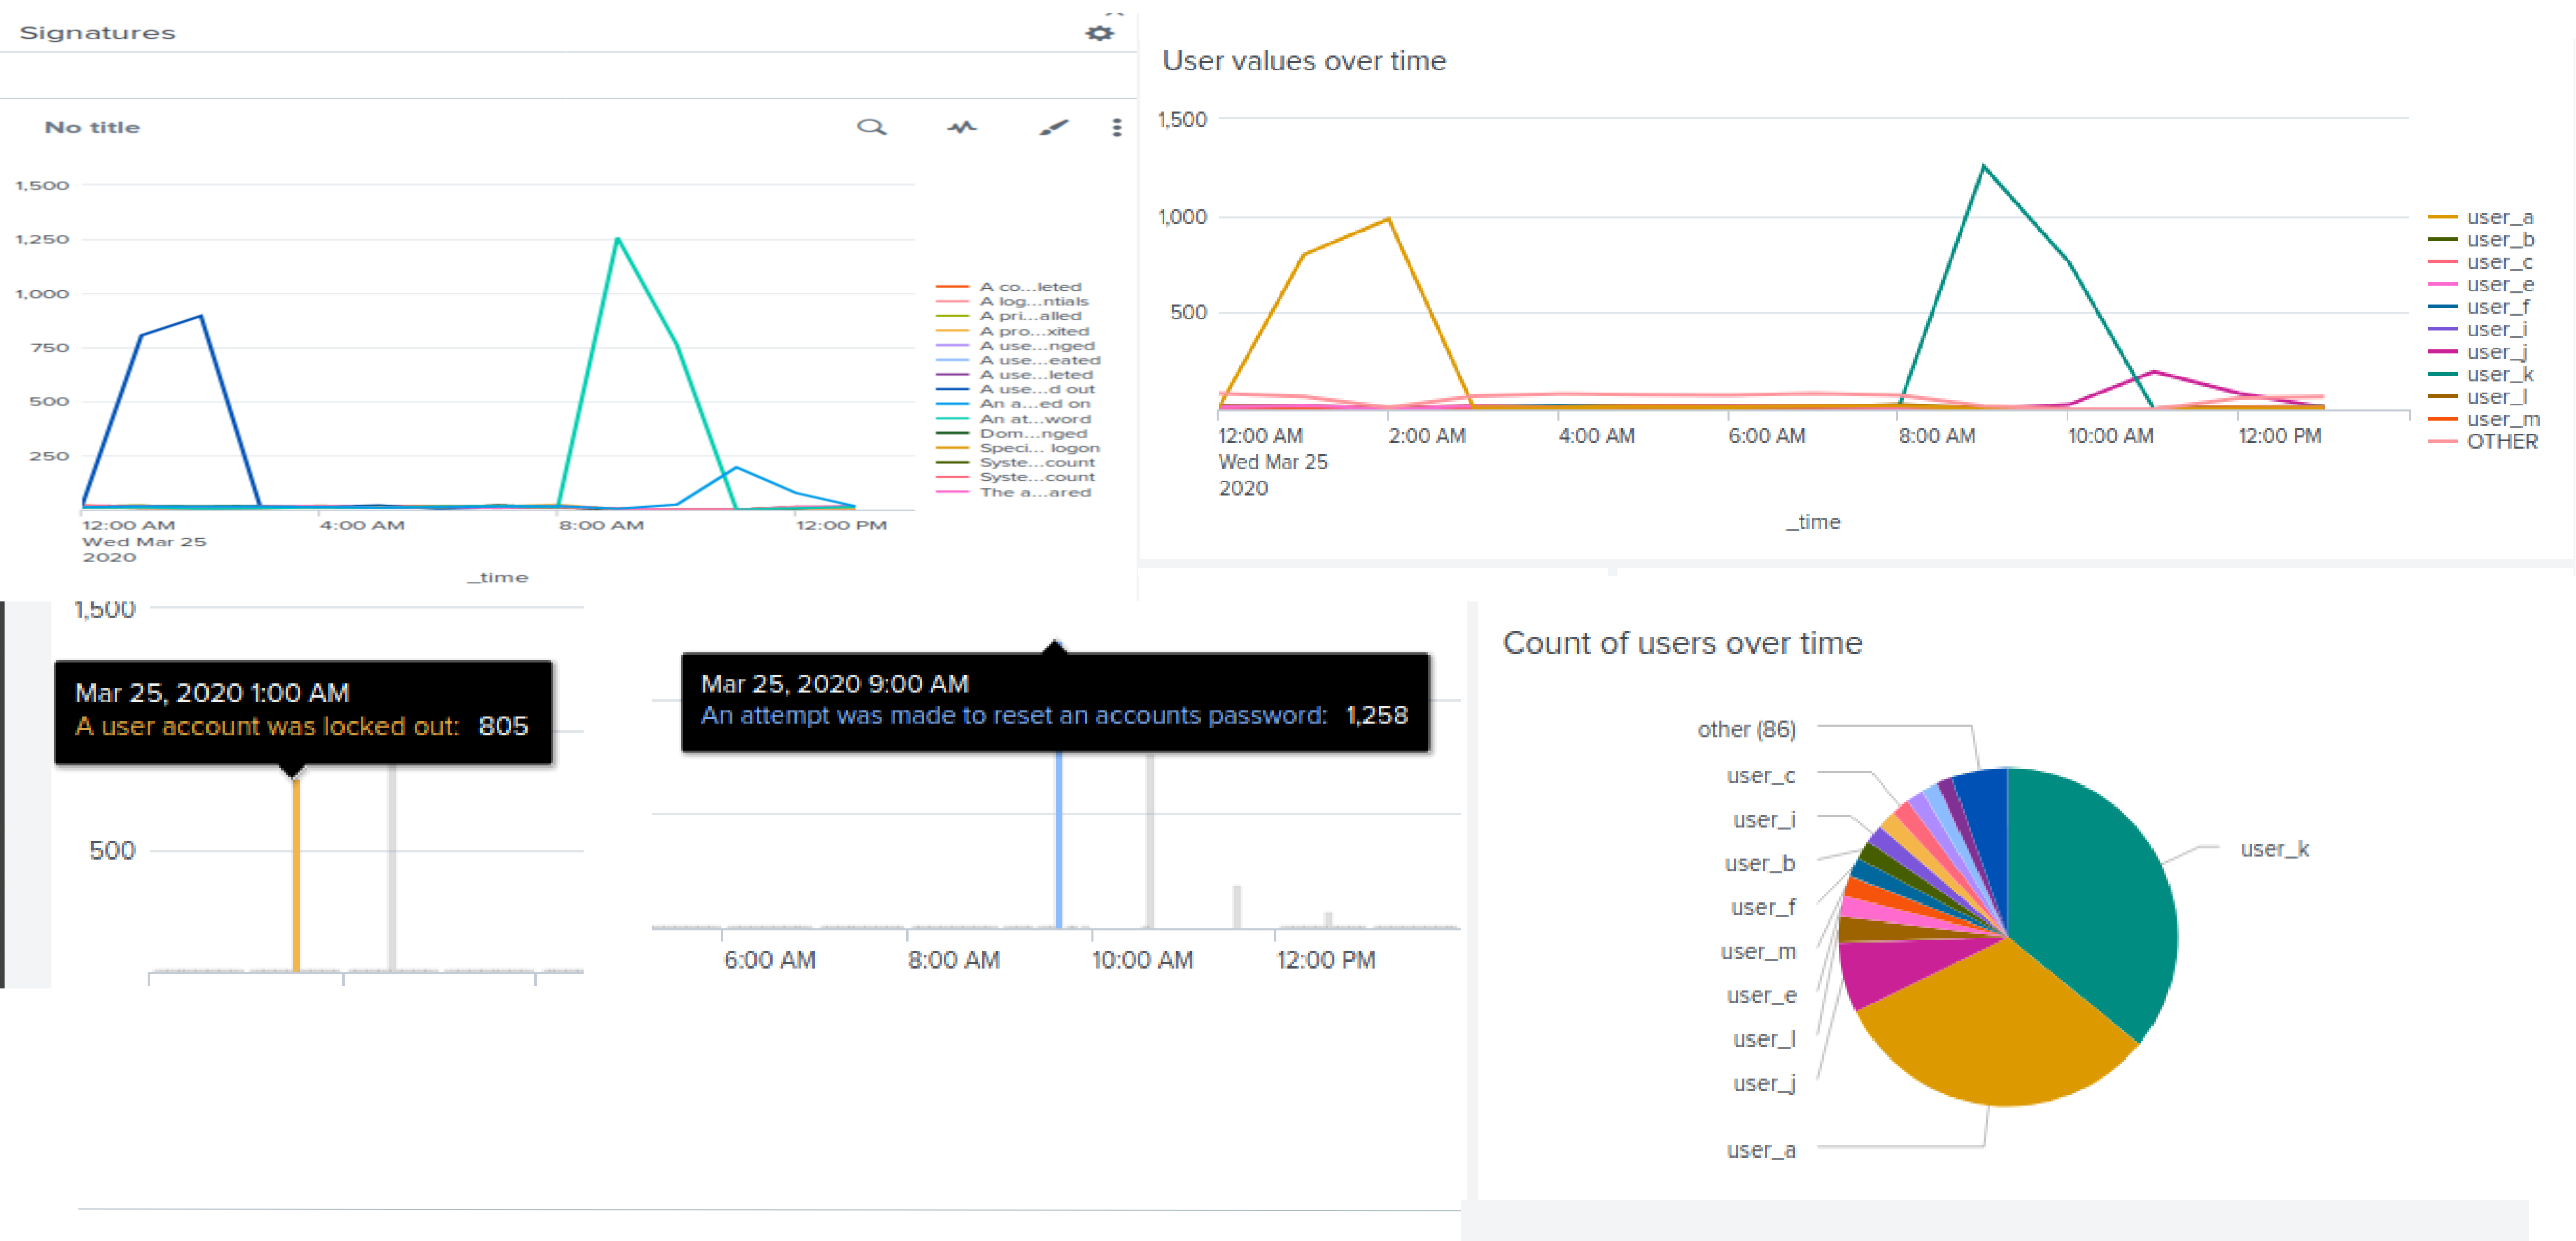 Signatures
No title
1,500
1,250
1,000
750
500
250
12:00 AM
Wed Mar 25
2020
4:00 AM
8:00 AM
12:00 PM
_time
A co...leted
A log...ntials
A pri...alled
A pro...xited
A use...nged
A use...eated
A use...leted
A use...d out
An a...ed on
An at...word
Dom...nged
Speci... logon
Syste...count
Syste...count
The a...ared
User values over time
1,500
1,000
500
12:00 AM
Wed Mar 25
2020
2:00 AM
4:00 AM
6:00 AM
8:00 AM
10:00 AM
12:00 PM
_time
user_a
user_b
user_c
user_e
user_f
user_i
user_j
user_k
user_l
user_m
OTHER
1,500
Mar 25, 2020 1:00 AM
A user account was locked out: 805
500
Mar 25, 2020 9:00 AM
An attempt was made to reset an accounts password: 1,258
6:00 AM
8:00 AM
10:00 AM
12:00 PM
Count of users over time
other (86)
user_c
user_i
user_b
user_f
user_m
user_e
user_l
user_j
user_a
user_k